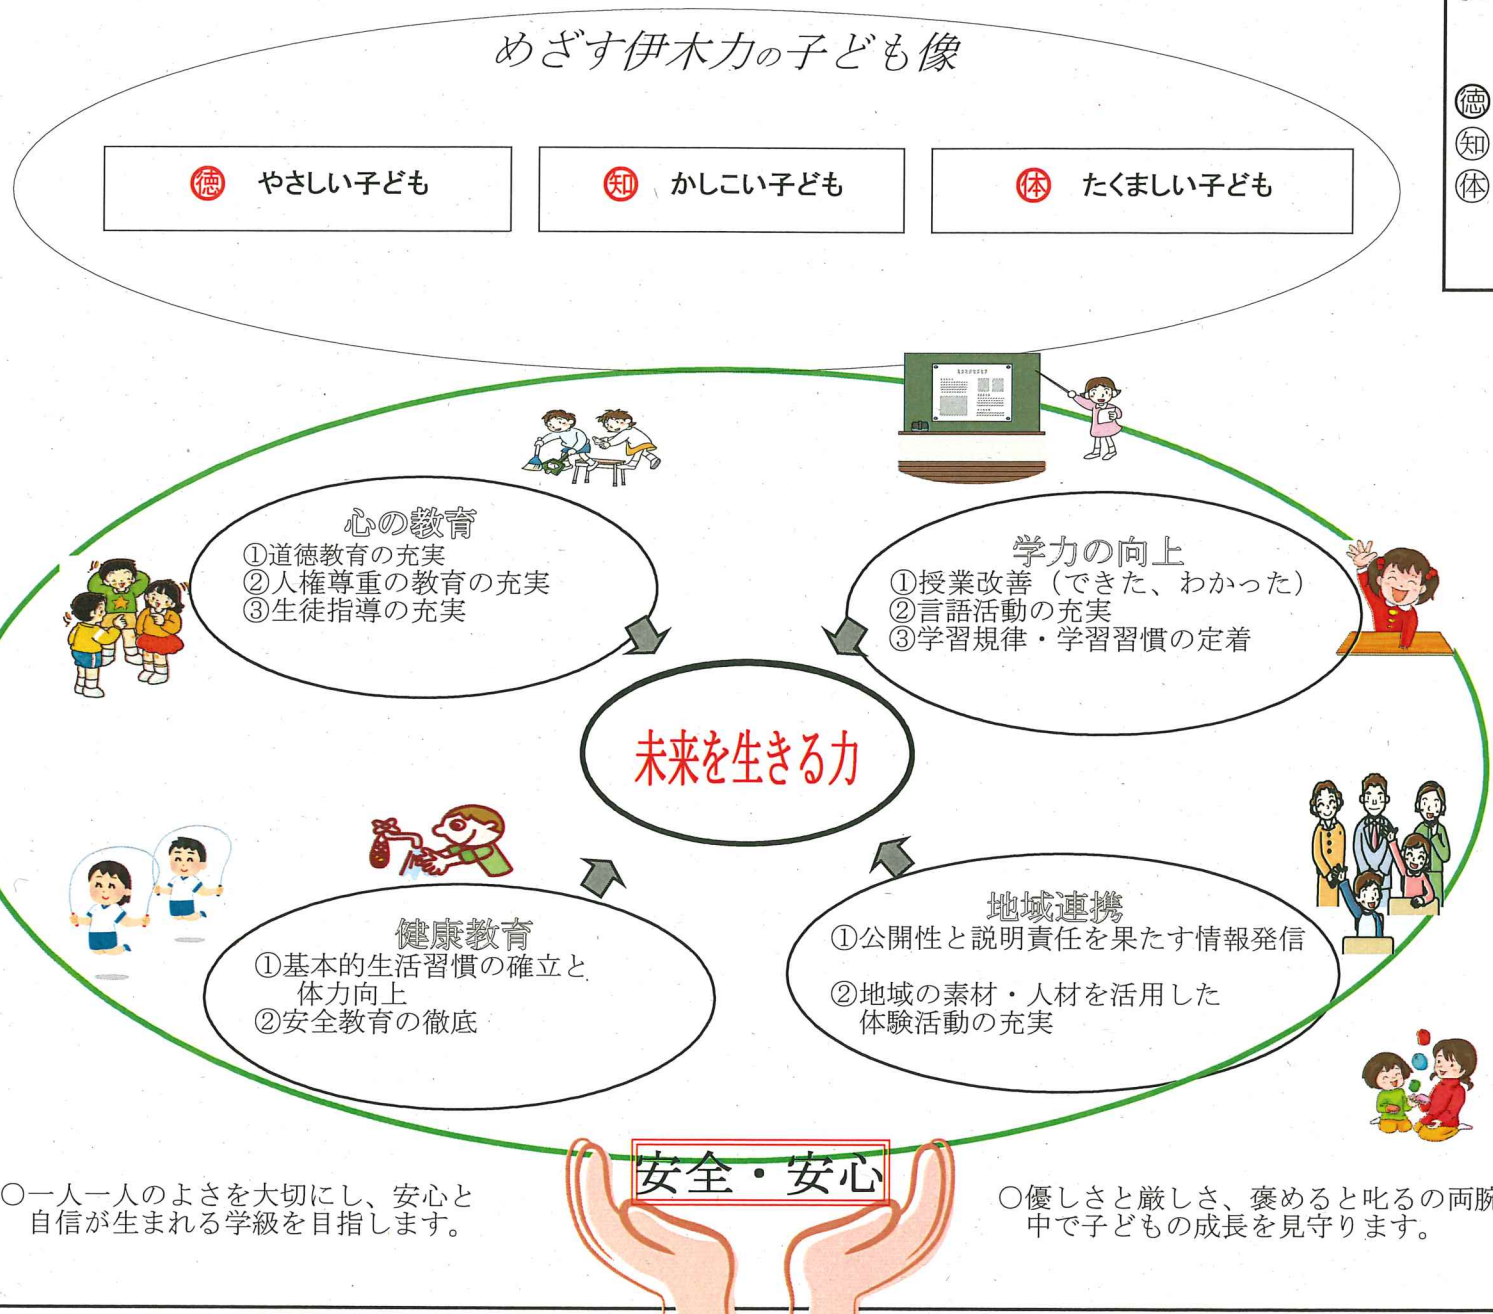 めざす伊木力の子ども像
徳 やさしい子ども
知 かしこい子ども
体 たくましい子ども
徳
知
体
心の教育
①道徳教育の充実
②人権尊重の教育の充実
③生徒指導の充実
学力の向上
①授業改善（できた、わかった）
②言語活動の充実
③学習規律・学習習慣の定着
未来を生きる力
健康教育
①基本的生活習慣の確立と
体力向上
②安全教育の徹底
地域連携
①公開性と説明責任を果たす情報発信
②地域の素材・人材を活用した
体験活動の充実
安全・安心
○一人一人のよさを大切にし、安心と
自信が生まれる学級を目指します。
○優しさと厳しさ、褒めると叱るの両腕
中で子どもの成長を見守ります。